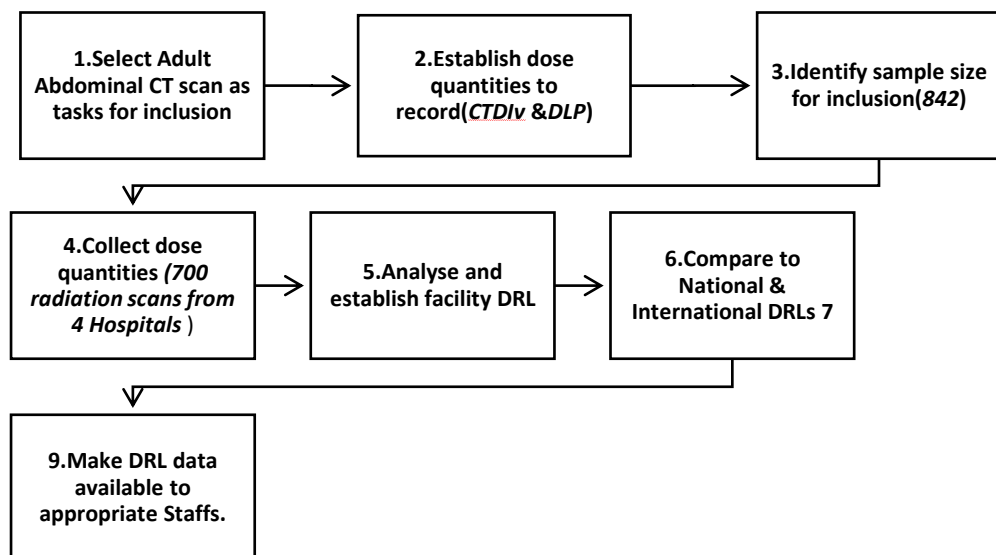 1.Select Adult
Abdominal CT scan as
tasks for inclusion
2.Establish dose
quantities to
record(CTDIv &DLP)
3.Identify sample size
for inclusion(842)
4.Collect dose
quantities (700
radiation scans from
4 Hospitals )
5.Analyse and
establish facility DRL
6.Compare to
National &
International DRLs 7
9.Make DRL data
available to
appropriate Staffs.